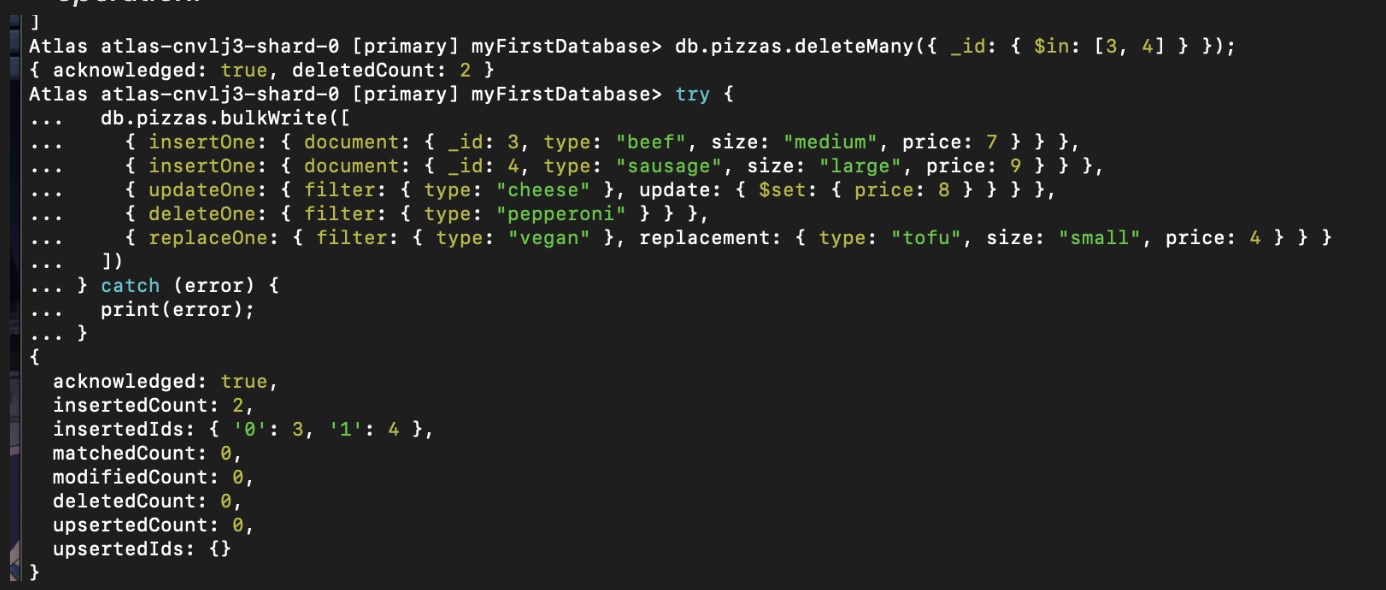 operation.
]
Atlas atlas-cnvlj3-shard-0 [primary] myFirstDatabase> db.pizzas.deleteMany({ _id: { $in: [3, 4] } });
{ acknowledged: true, deletedCount: 2 }
Atlas atlas-cnvlj3-shard-0 [primary] myFirstDatabase> try {
...   db.pizzas.bulkWrite([
...     { insertOne: { document: { _id: 3, type: "beef", size: "medium", price: 7 } } },
...     { insertOne: { document: { _id: 4, type: "sausage", size: "large", price: 9 } } },
...     { updateOne: { filter: { type: "cheese" }, update: { $set: { price: 8 } } } },
...     { deleteOne: { filter: { type: "pepperoni" } } },
...     { replaceOne: { filter: { type: "vegan" }, replacement: { type: "tofu", size: "small", price: 4 } } }
...   ])
... } catch (error) {
...   print(error);
... }
{
  acknowledged: true,
  insertedCount: 2,
  insertedIds: { '0': 3, '1': 4 },
  matchedCount: 0,
  modifiedCount: 0,
  deletedCount: 0,
  upsertedCount: 0,
  upsertedIds: {}
}